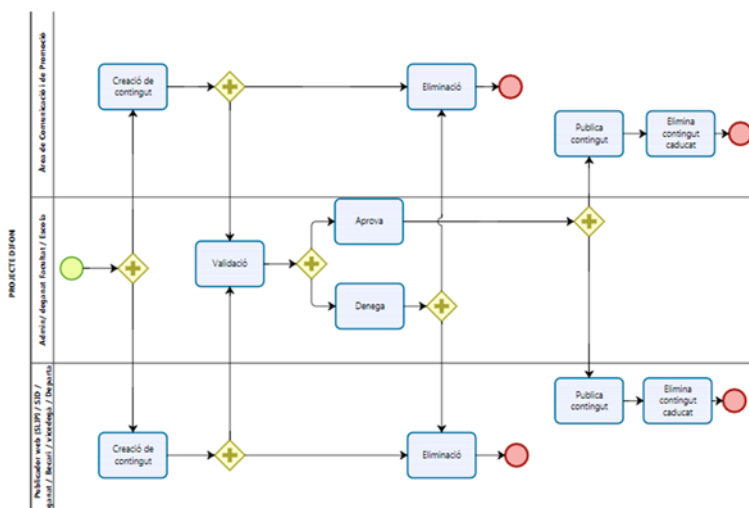 PROJECTE DIFON
Àrea de Comunicació i de Promoció
Creació de
contingut
Eliminació
Publica
contingut
Elimina
contingut
caducat
Admin/ deganat Facultat / Escola
Validació
Aprova
Denega
Publicador web (SLIPI / SID /
eganat / Becari / vicedegà / Departa
Creació de
contingut
Eliminació
Publica
contingut
Elimina
contingut
caducat